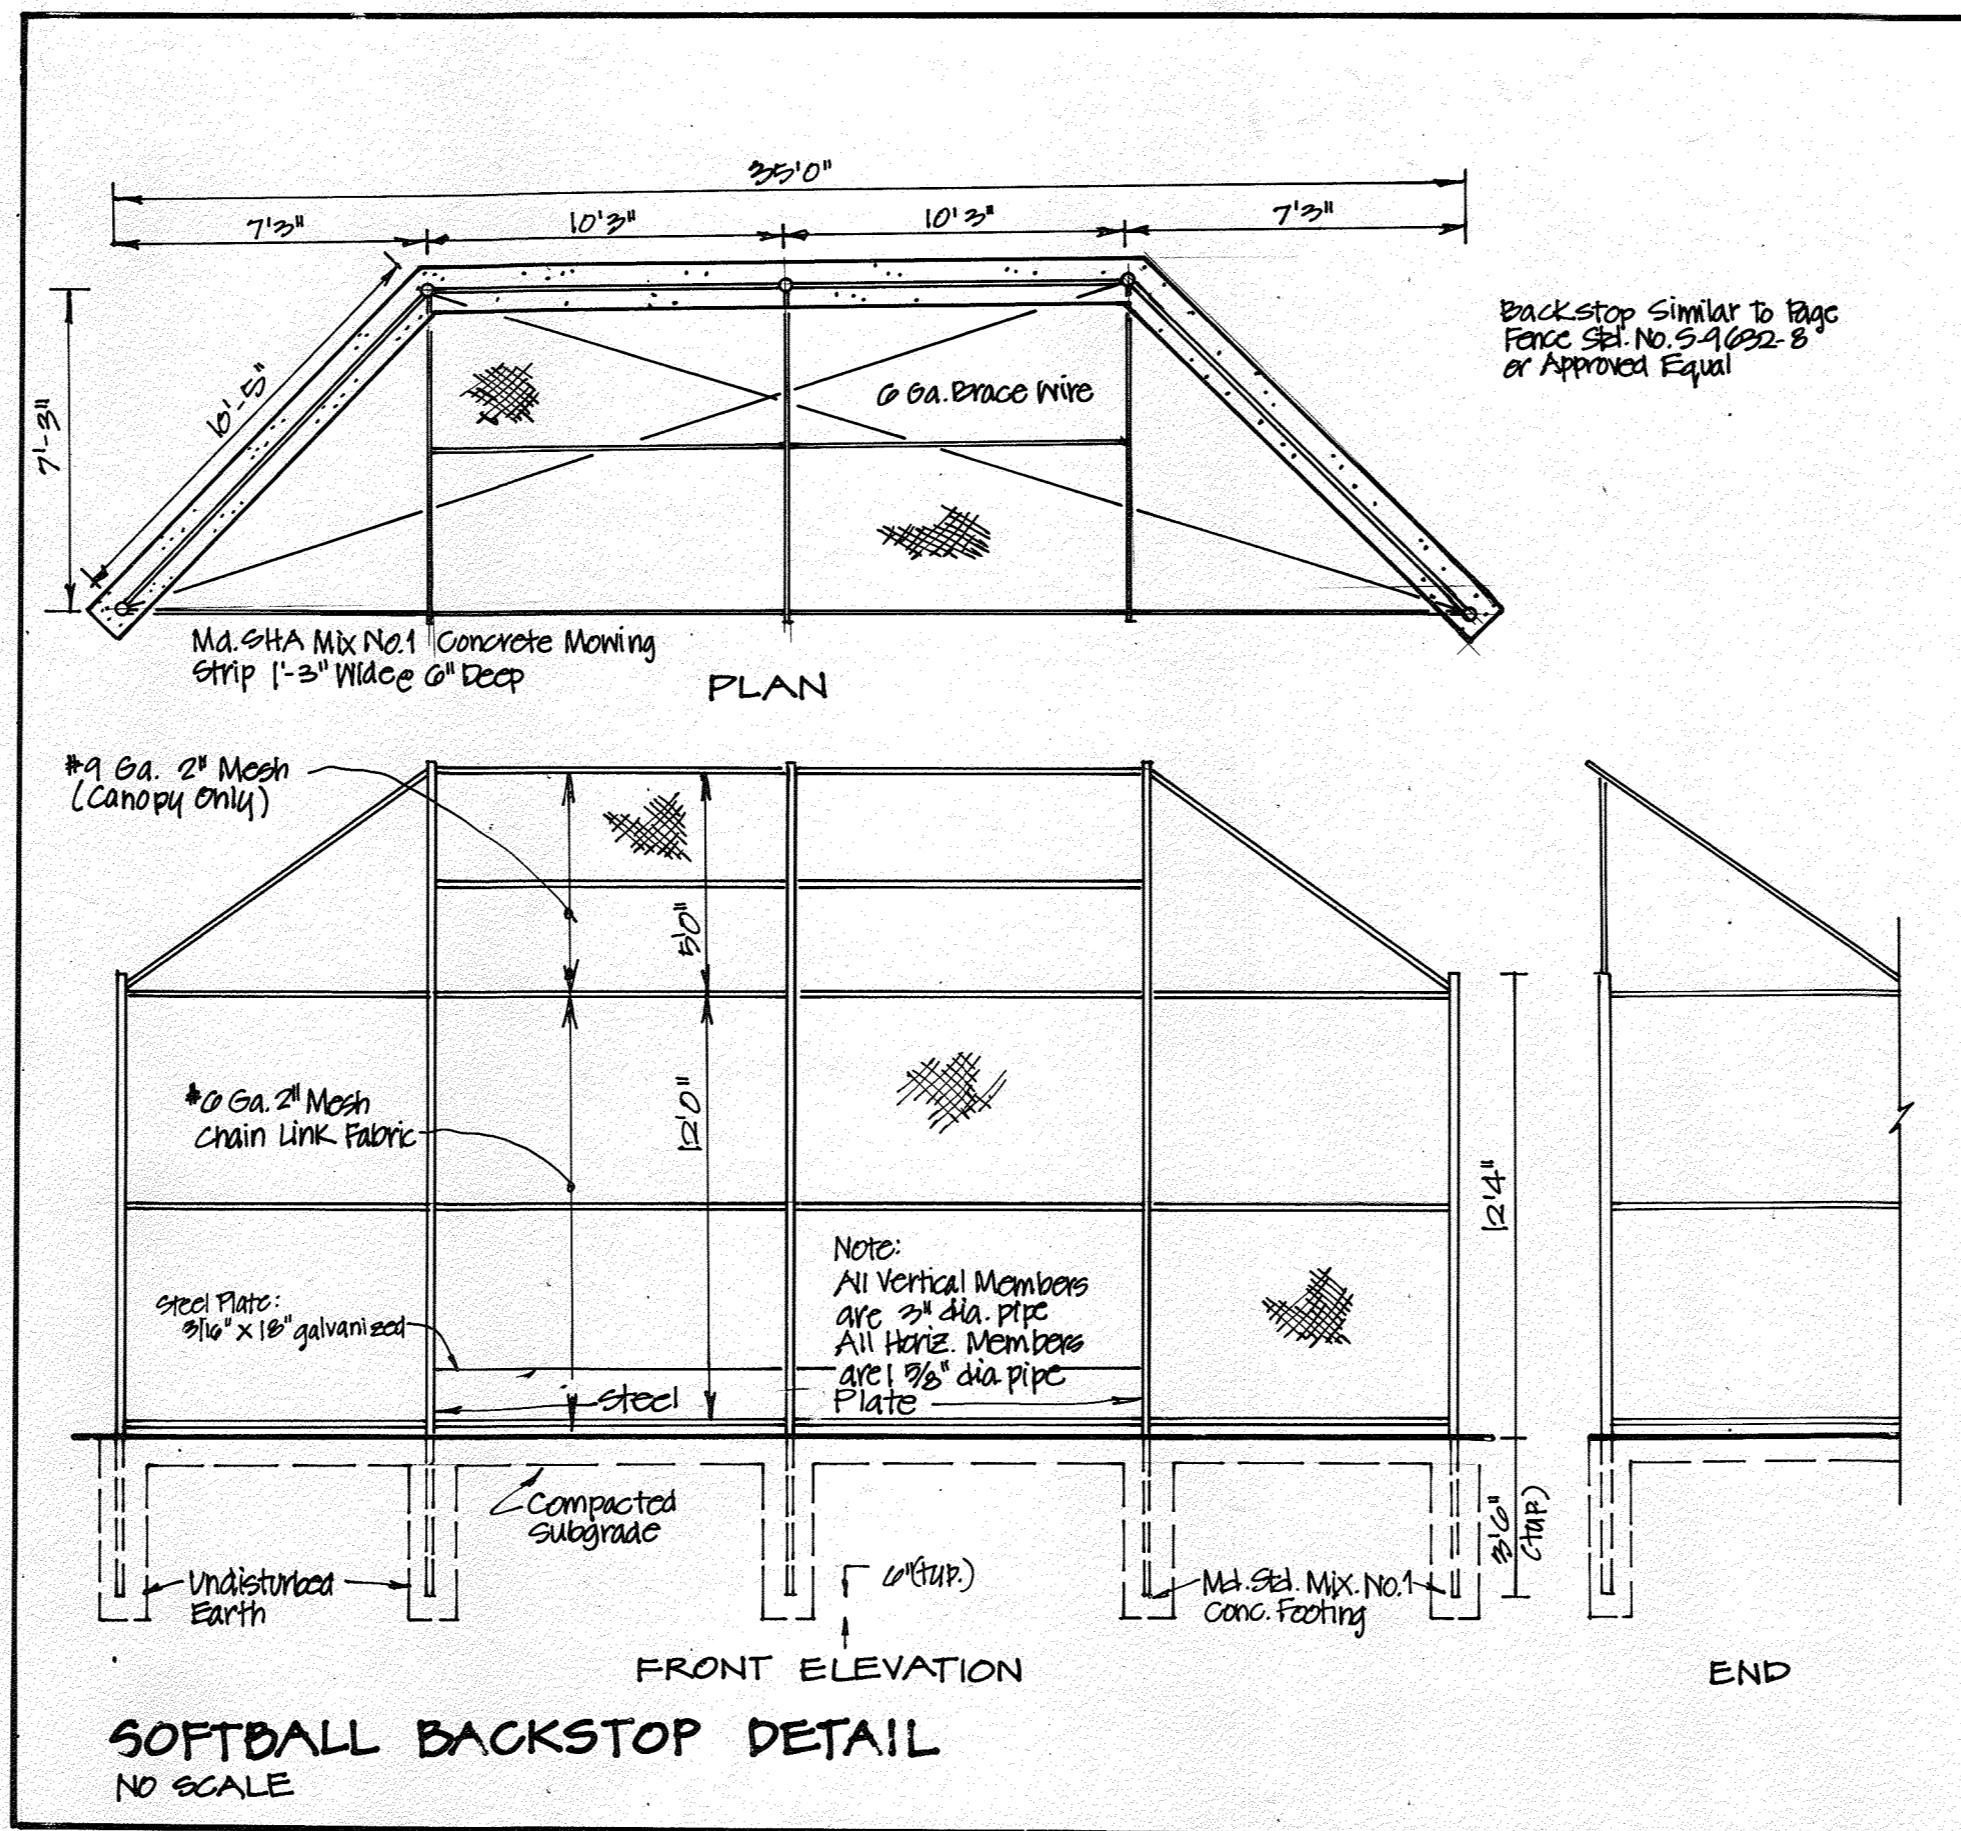 35'0"
7'3"
10'3"
10'3"
7'3"
10'-5"
7'-3"
Backstop Similar To Page
Fence Std. No. S-9632-8
or Approved Equal
6 Ga. Brace Wire
Md. SHA Mix No.1 Concrete Mowing
Strip 1'-3" Wide @ 6" Deep
PLAN
#9 Ga. 2" Mesh
(Canopy Only)
5'0"
#6 Ga. 2" Mesh
Chain Link Fabric
12'0"
12'4"
Note:
All Vertical Members
are 3" dia. pipe
All Horiz. Members
are 1 5/8" dia pipe
Steel Plate:
3/16" X 18" galvanized
Steel
Plate
Compacted
Subgrade
3'6"
(typ.)
Undisturbed
Earth
6"(typ.)
Md. Std. Mix. No.1
Conc. Footing
FRONT ELEVATION
END
SOFTBALL BACKSTOP DETAIL
NO SCALE